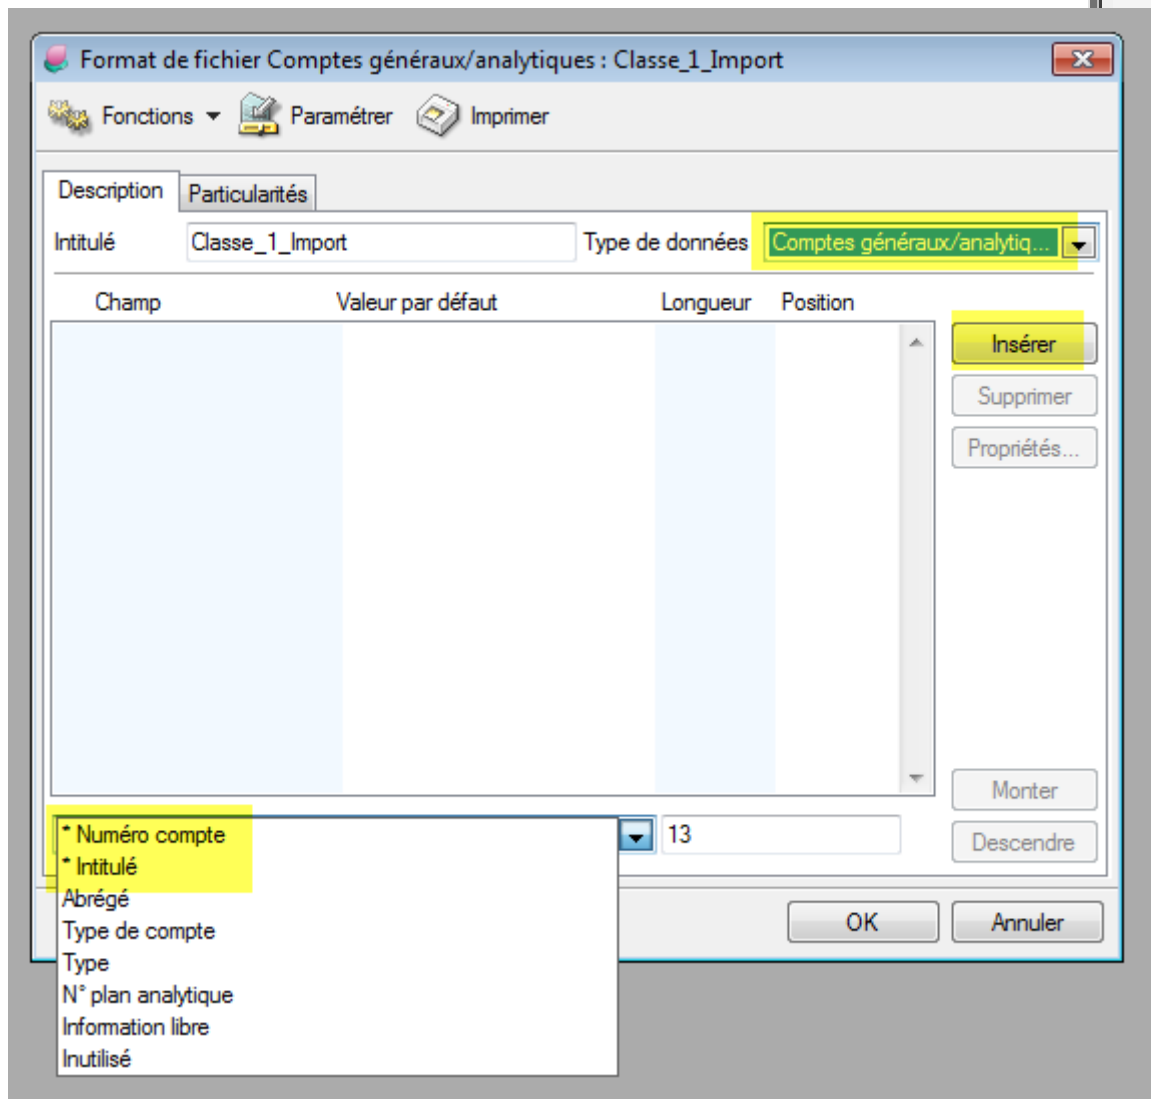 Format de fichier Comptes généraux/analytiques : Classe_1_Import
Fonctions Paramétrer Imprimer
Description Particularités
Intitulé Classe_1_Import Type de données Comptes généraux/analytiq...
Champ Valeur par défaut Longueur Position
Insérer
Supprimer
Propriétés...
Monter
* Numéro compte 13
Descendre
* Intitulé
Abrégé
OK Annuler
Type de compte
Type
N° plan analytique
Information libre
Inutilisé